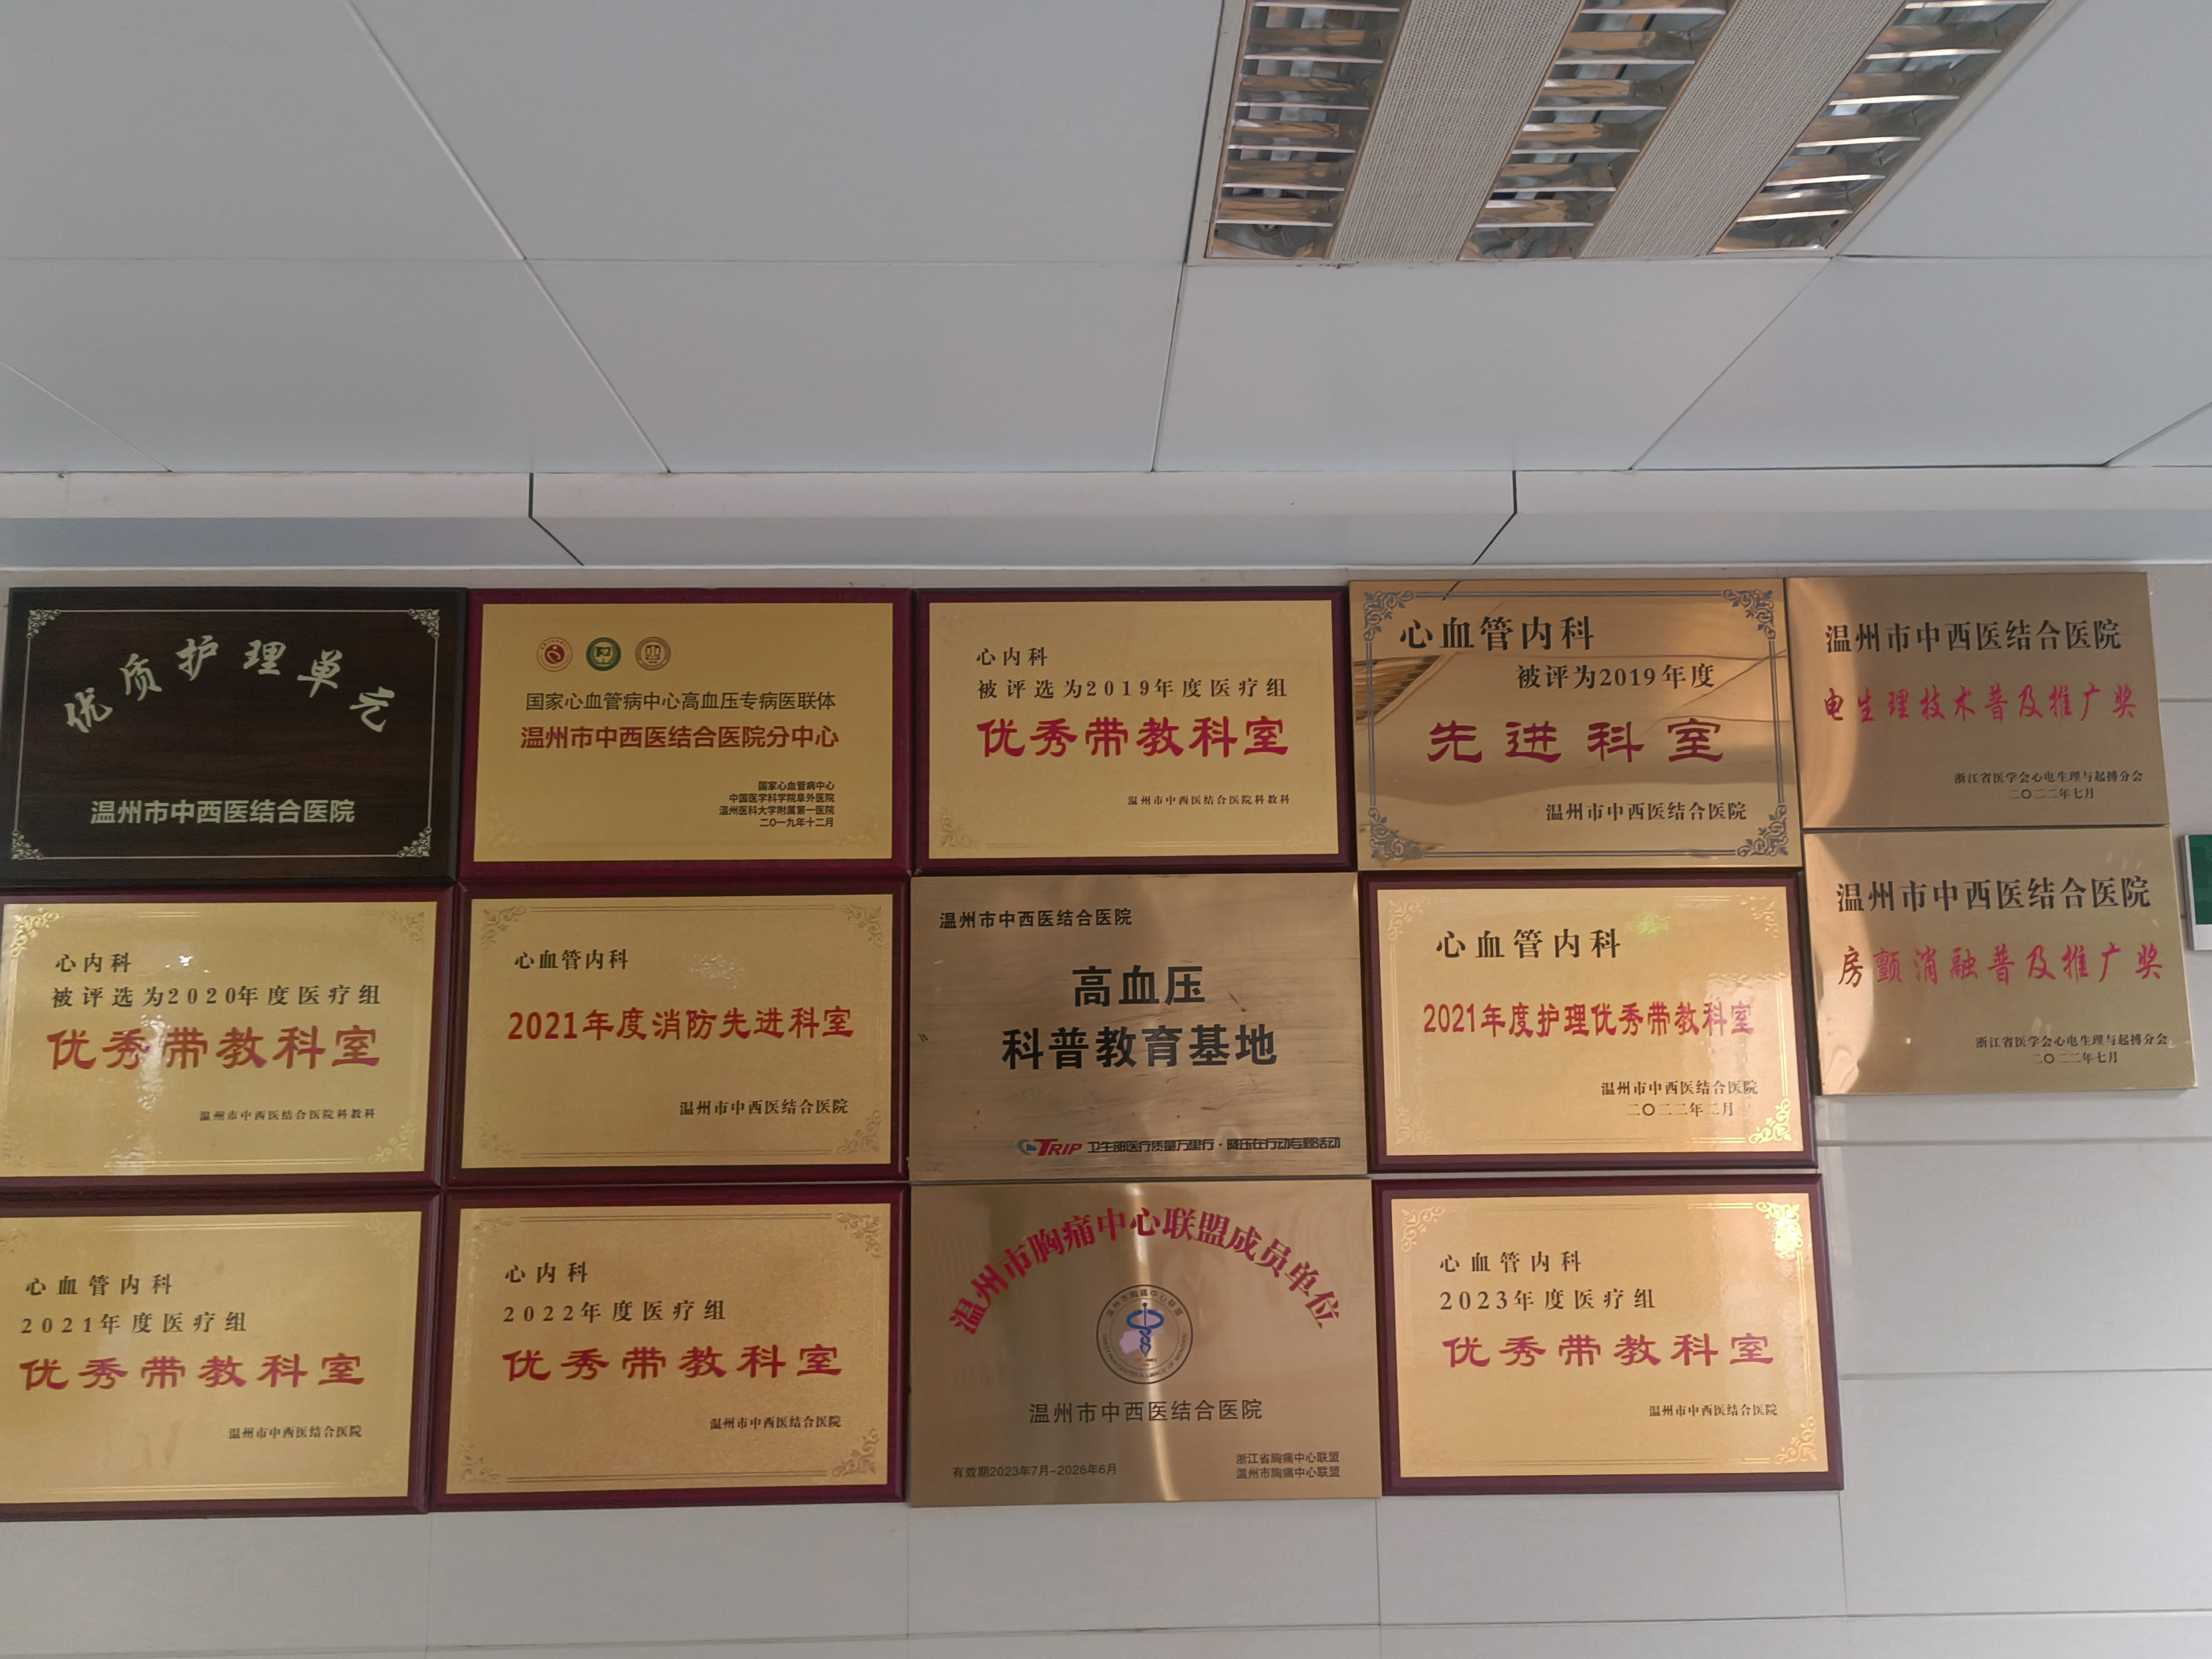 优质护理单元
温州市中西医结合医院
国家心血管病中心高血压专病医联体
温州市中西医结合医院分中心
国家心血管病中心
中国医学科学院阜外医院
温州医科大学附属第一医院
二〇一九年十二月
心内科
被评选为2019年度医疗组
优秀带教科室
温州市中西医结合医院科教科
心血管内科
被评为2019年度
先进科室
温州市中西医结合医院
温州市中西医结合医院
电生理技术普及推广奖
浙江省医学会心电生理与起搏分会
二〇二二年七月
心内科
被评选为2020年度医疗组
优秀带教科室
温州市中西医结合医院科教科
心血管内科
2021年度消防先进科室
温州市中西医结合医院
温州市中西医结合医院
高血压
科普教育基地
TRIP 卫生部医疗质量万里行·降压在行动专题活动
心血管内科
2021年度护理优秀带教科室
温州市中西医结合医院
二〇二二年二月
温州市中西医结合医院
房颤消融普及推广奖
浙江省医学会心电生理与起搏分会
二〇二二年七月
心血管内科
2021年度医疗组
优秀带教科室
温州市中西医结合医院
心内科
2022年度医疗组
优秀带教科室
温州市中西医结合医院
温州市胸痛中心联盟成员单位
温州市胸痛中心联盟
温州市中西医结合医院
有效期2023年7月-2026年6月
浙江省胸痛中心联盟
温州市胸痛中心联盟
心血管内科
2023年度医疗组
优秀带教科室
温州市中西医结合医院